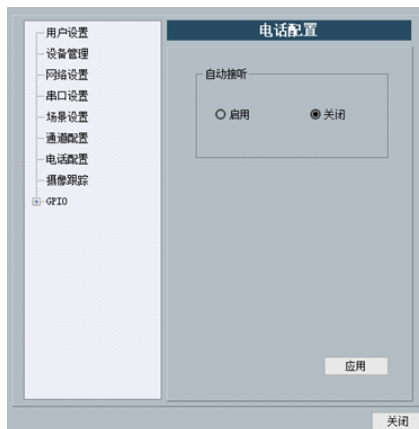 用户设置
设备管理
网络设置
串口设置
场景设置
通道配置
电话配置
摄像跟踪
GPIO
电话配置
自动接听
启用
关闭
应用
关闭